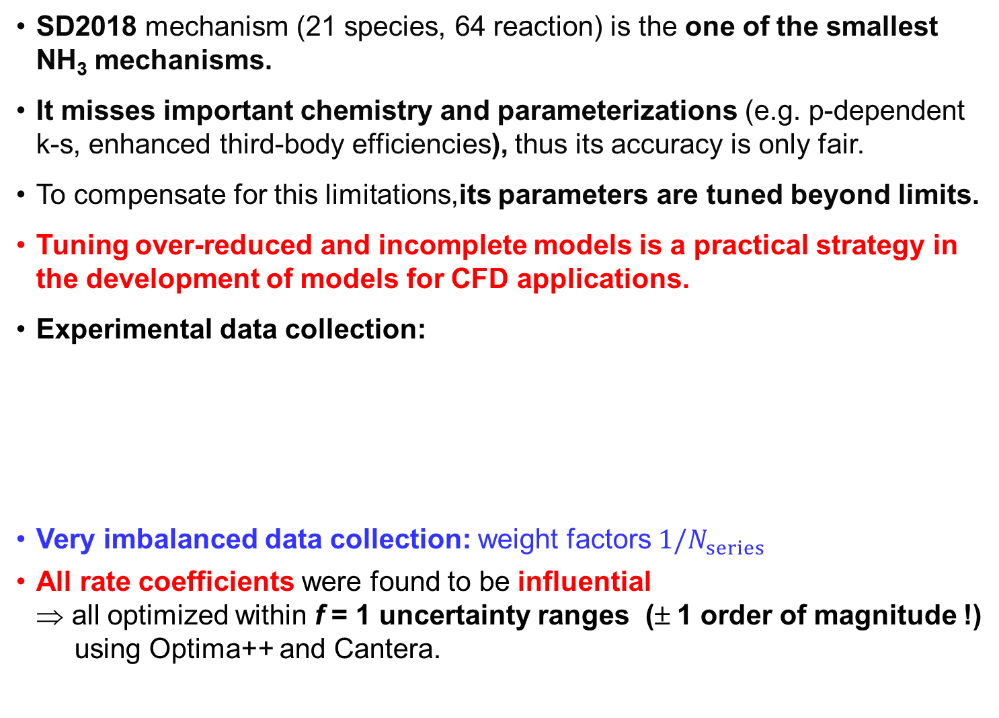 • SD2018 mechanism (21 species, 64 reaction) is the one of the smallest
NH₃ mechanisms.
• It misses important chemistry and parameterizations (e.g. p-dependent
k-s, enhanced third-body efficiencies), thus its accuracy is only fair.
• To compensate for this limitations,its parameters are tuned beyond limits.
• Tuning over-reduced and incomplete models is a practical strategy in
the development of models for CFD applications.
• Experimental data collection:
• Very imbalanced data collection: weight factors 1/𝑁series
• All rate coefficients were found to be influential
⇒ all optimized within f = 1 uncertainty ranges (± 1 order of magnitude !)
using Optima++ and Cantera.